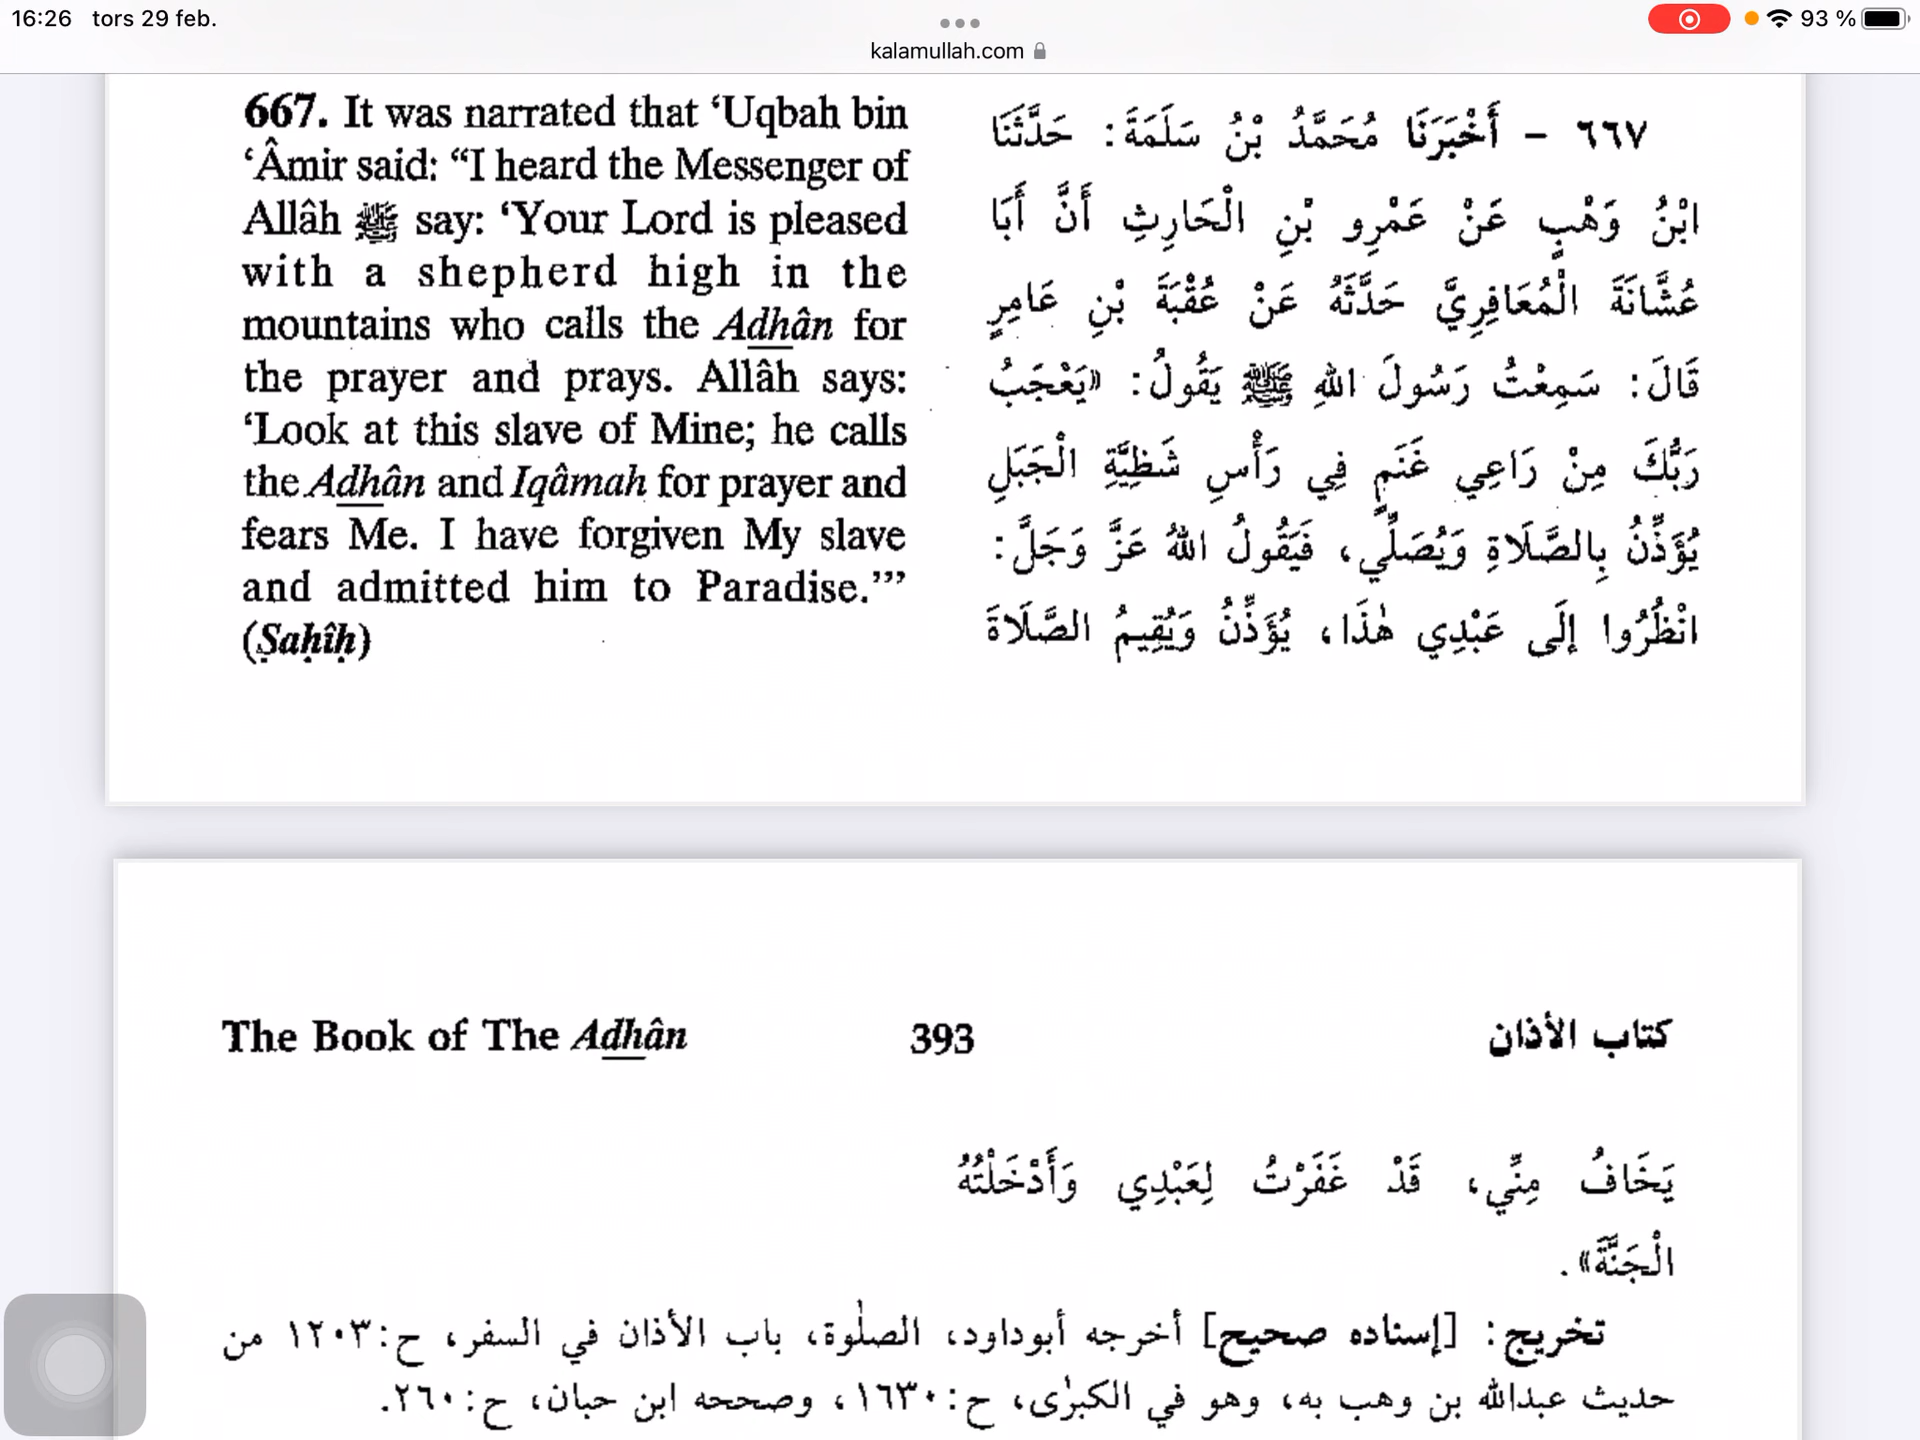 16:26 tors 29 feb.
93 %
kalamullah.com
667. It was narrated that ‘Uqbah bin
‘Âmir said: “I heard the Messenger of
Allâh ﷺ say: ‘Your Lord is pleased
with a shepherd high in the
mountains who calls the Adhân for
the prayer and prays. Allâh says:
‘Look at this slave of Mine; he calls
the Adhân and Iqâmah for prayer and
fears Me. I have forgiven My slave
and admitted him to Paradise.’”’
(Ṣaḥîḥ)
٦٦٧ - أَخْبَرَنَا مُحَمَّدُ بْنُ سَلَمَةَ: حَدَّثَنَا
ابْنُ وَهْبٍ عَنْ عَمْرِو بْنِ الْحَارِثِ أَنَّ أَبَا
عُشَّانَةَ الْمُعَافِرِيَّ حَدَّثَهُ عَنْ عُقْبَةَ بْنِ عَامِرٍ
قَالَ: سَمِعْتُ رَسُولَ اللهِ ﷺ يَقُولُ: «يَعْجَبُ
رَبُّكَ مِنْ رَاعِي غَنَمٍ فِي رَأْسِ شَظِيَّةِ الْجَبَلِ
يُؤَذِّنُ بِالصَّلَاةِ وَيُصَلِّي، فَيَقُولُ اللهُ عَزَّ وَجَلَّ:
انْظُرُوا إِلَى عَبْدِي هٰذَا، يُؤَذِّنُ وَيُقِيمُ الصَّلَاةَ
The Book of The Adhân 393 كتاب الأذان
يَخَافُ مِنِّي، قَدْ غَفَرْتُ لِعَبْدِي وَأَدْخَلْتُهُ
الْجَنَّةَ».
تخريج: [إسناده صحيح] أخرجه أبوداود، الصلٰوة، باب الأذان في السفر، ح:١٢٠٣ من
حديث عبدالله بن وهب به، وهو في الكبرٰى، ح:١٦٣٠، وصححه ابن حبان، ح:٢٦٠.